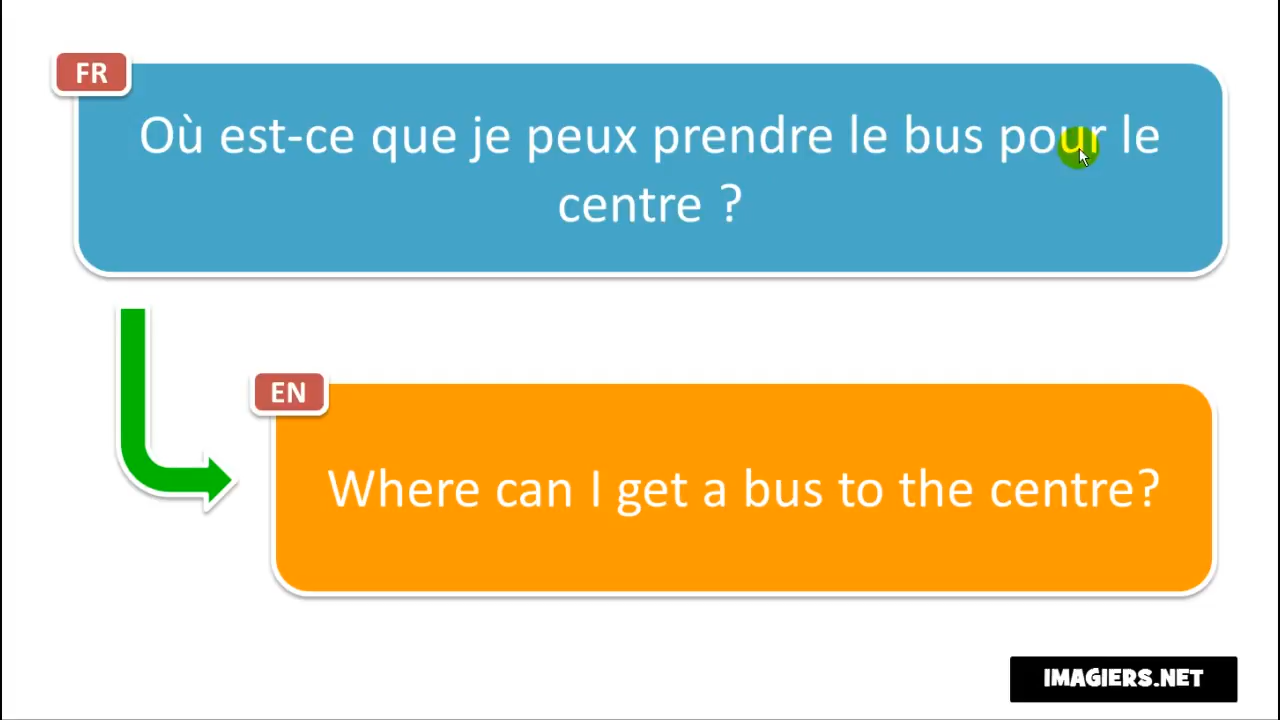 FR
Où est-ce que je peux prendre le bus pour le
centre ?
EN
Where can I get a bus to the centre?
IMAGIERS.NET